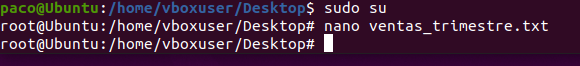 paco@Ubuntu:/home/vboxuser/Desktop$ sudo su
root@Ubuntu:/home/vboxuser/Desktop# nano ventas_trimestre.txt
root@Ubuntu:/home/vboxuser/Desktop#